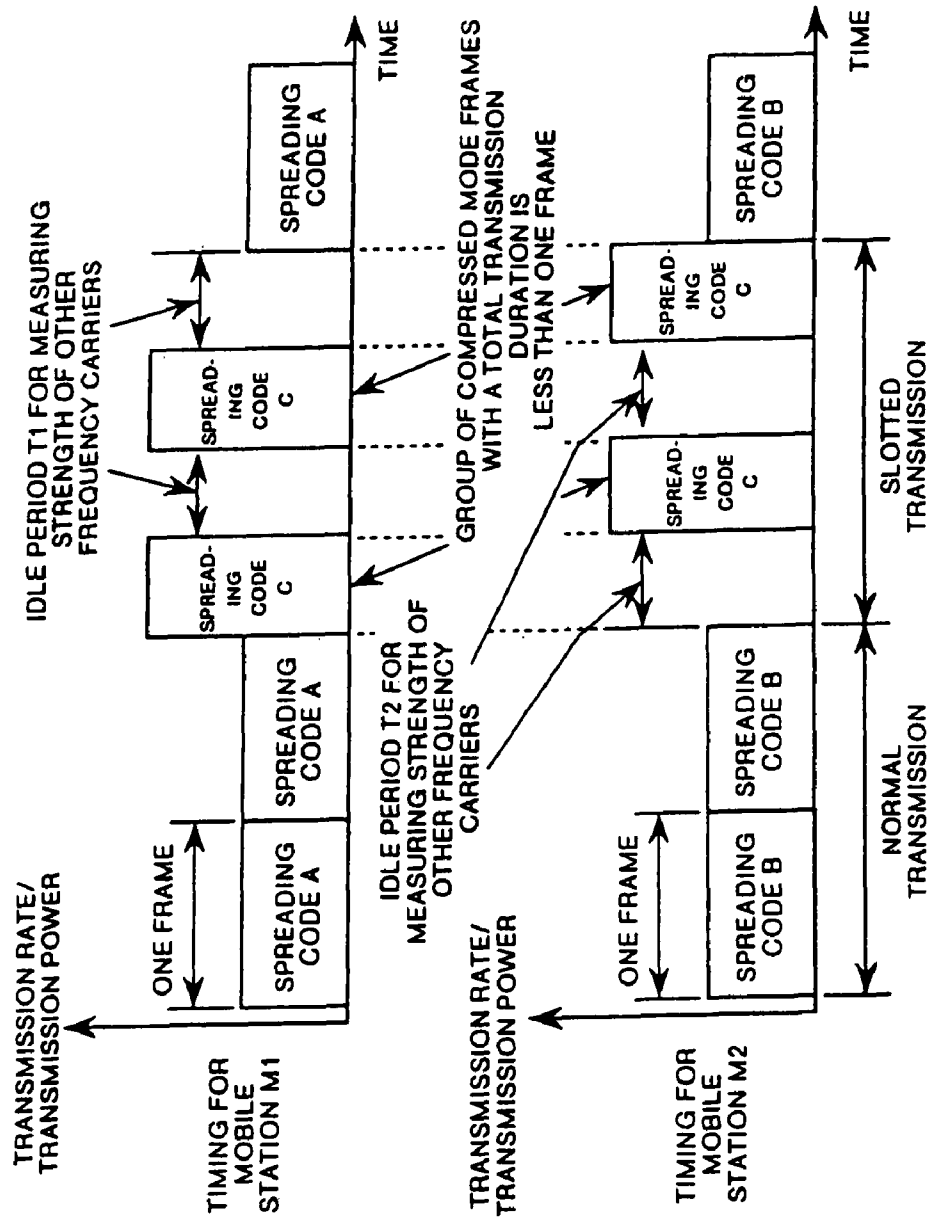 TRANSMISSION RATE/
TRANSMISSION POWER
TIMING FOR
MOBILE
STATION M1
ONE FRAME
SPREADING
CODE A
SPREADING
CODE A
SPREAD-
ING
CODE
C
SPREAD-
ING
CODE
C
SPREADING
CODE A
TIME
IDLE PERIOD T1 FOR MEASURING
STRENGTH OF OTHER
FREQUENCY CARRIERS
GROUP OF COMPRESSED MODE FRAMES
WITH A TOTAL TRANSMISSION
DURATION IS
LESS THAN ONE FRAME
IDLE PERIOD T2 FOR
MEASURING STRENGTH OF
OTHER FREQUENCY
CARRIERS
TRANSMISSION RATE/
TRANSMISSION POWER
TIMING FOR
MOBILE
STATION M2
ONE FRAME
SPREADING
CODE B
SPREADING
CODE B
SPREAD-
ING
CODE
C
SPREAD-
ING
CODE
C
SPREADING
CODE B
TIME
NORMAL
TRANSMISSION
SLOTTED
TRANSMISSION